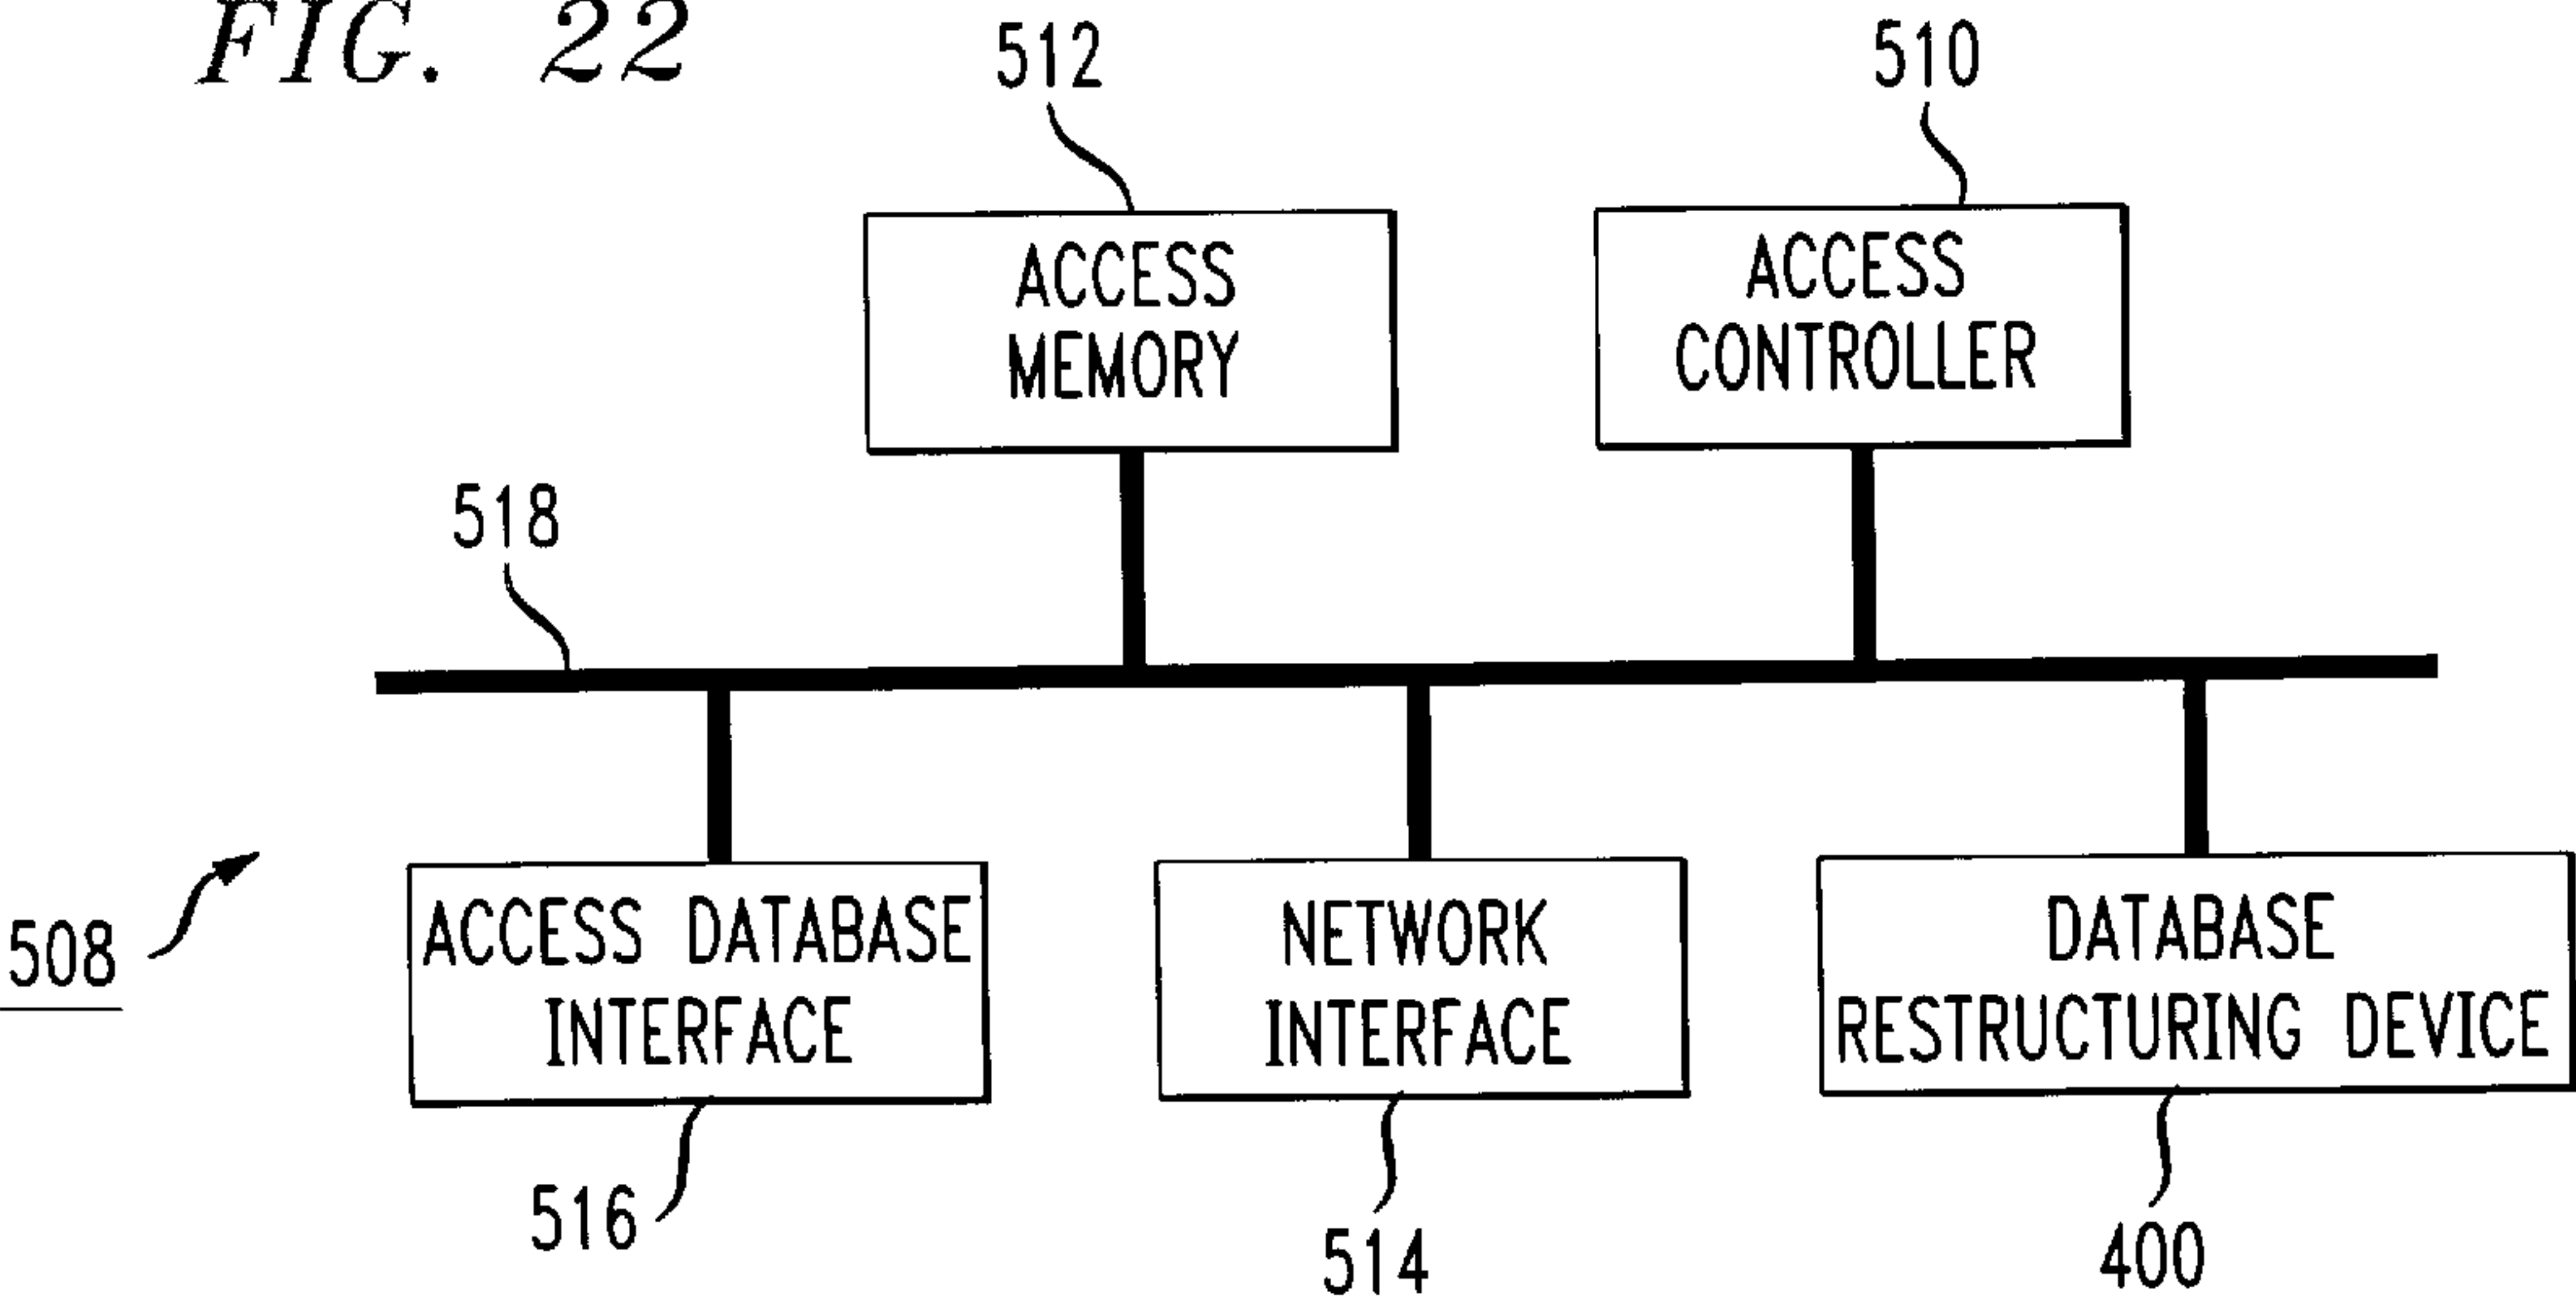 FIG. 22
512
510
ACCESS
MEMORY
ACCESS
CONTROLLER
518
508
ACCESS DATABASE
INTERFACE
NETWORK
INTERFACE
DATABASE
RESTRUCTURING DEVICE
516
514
400